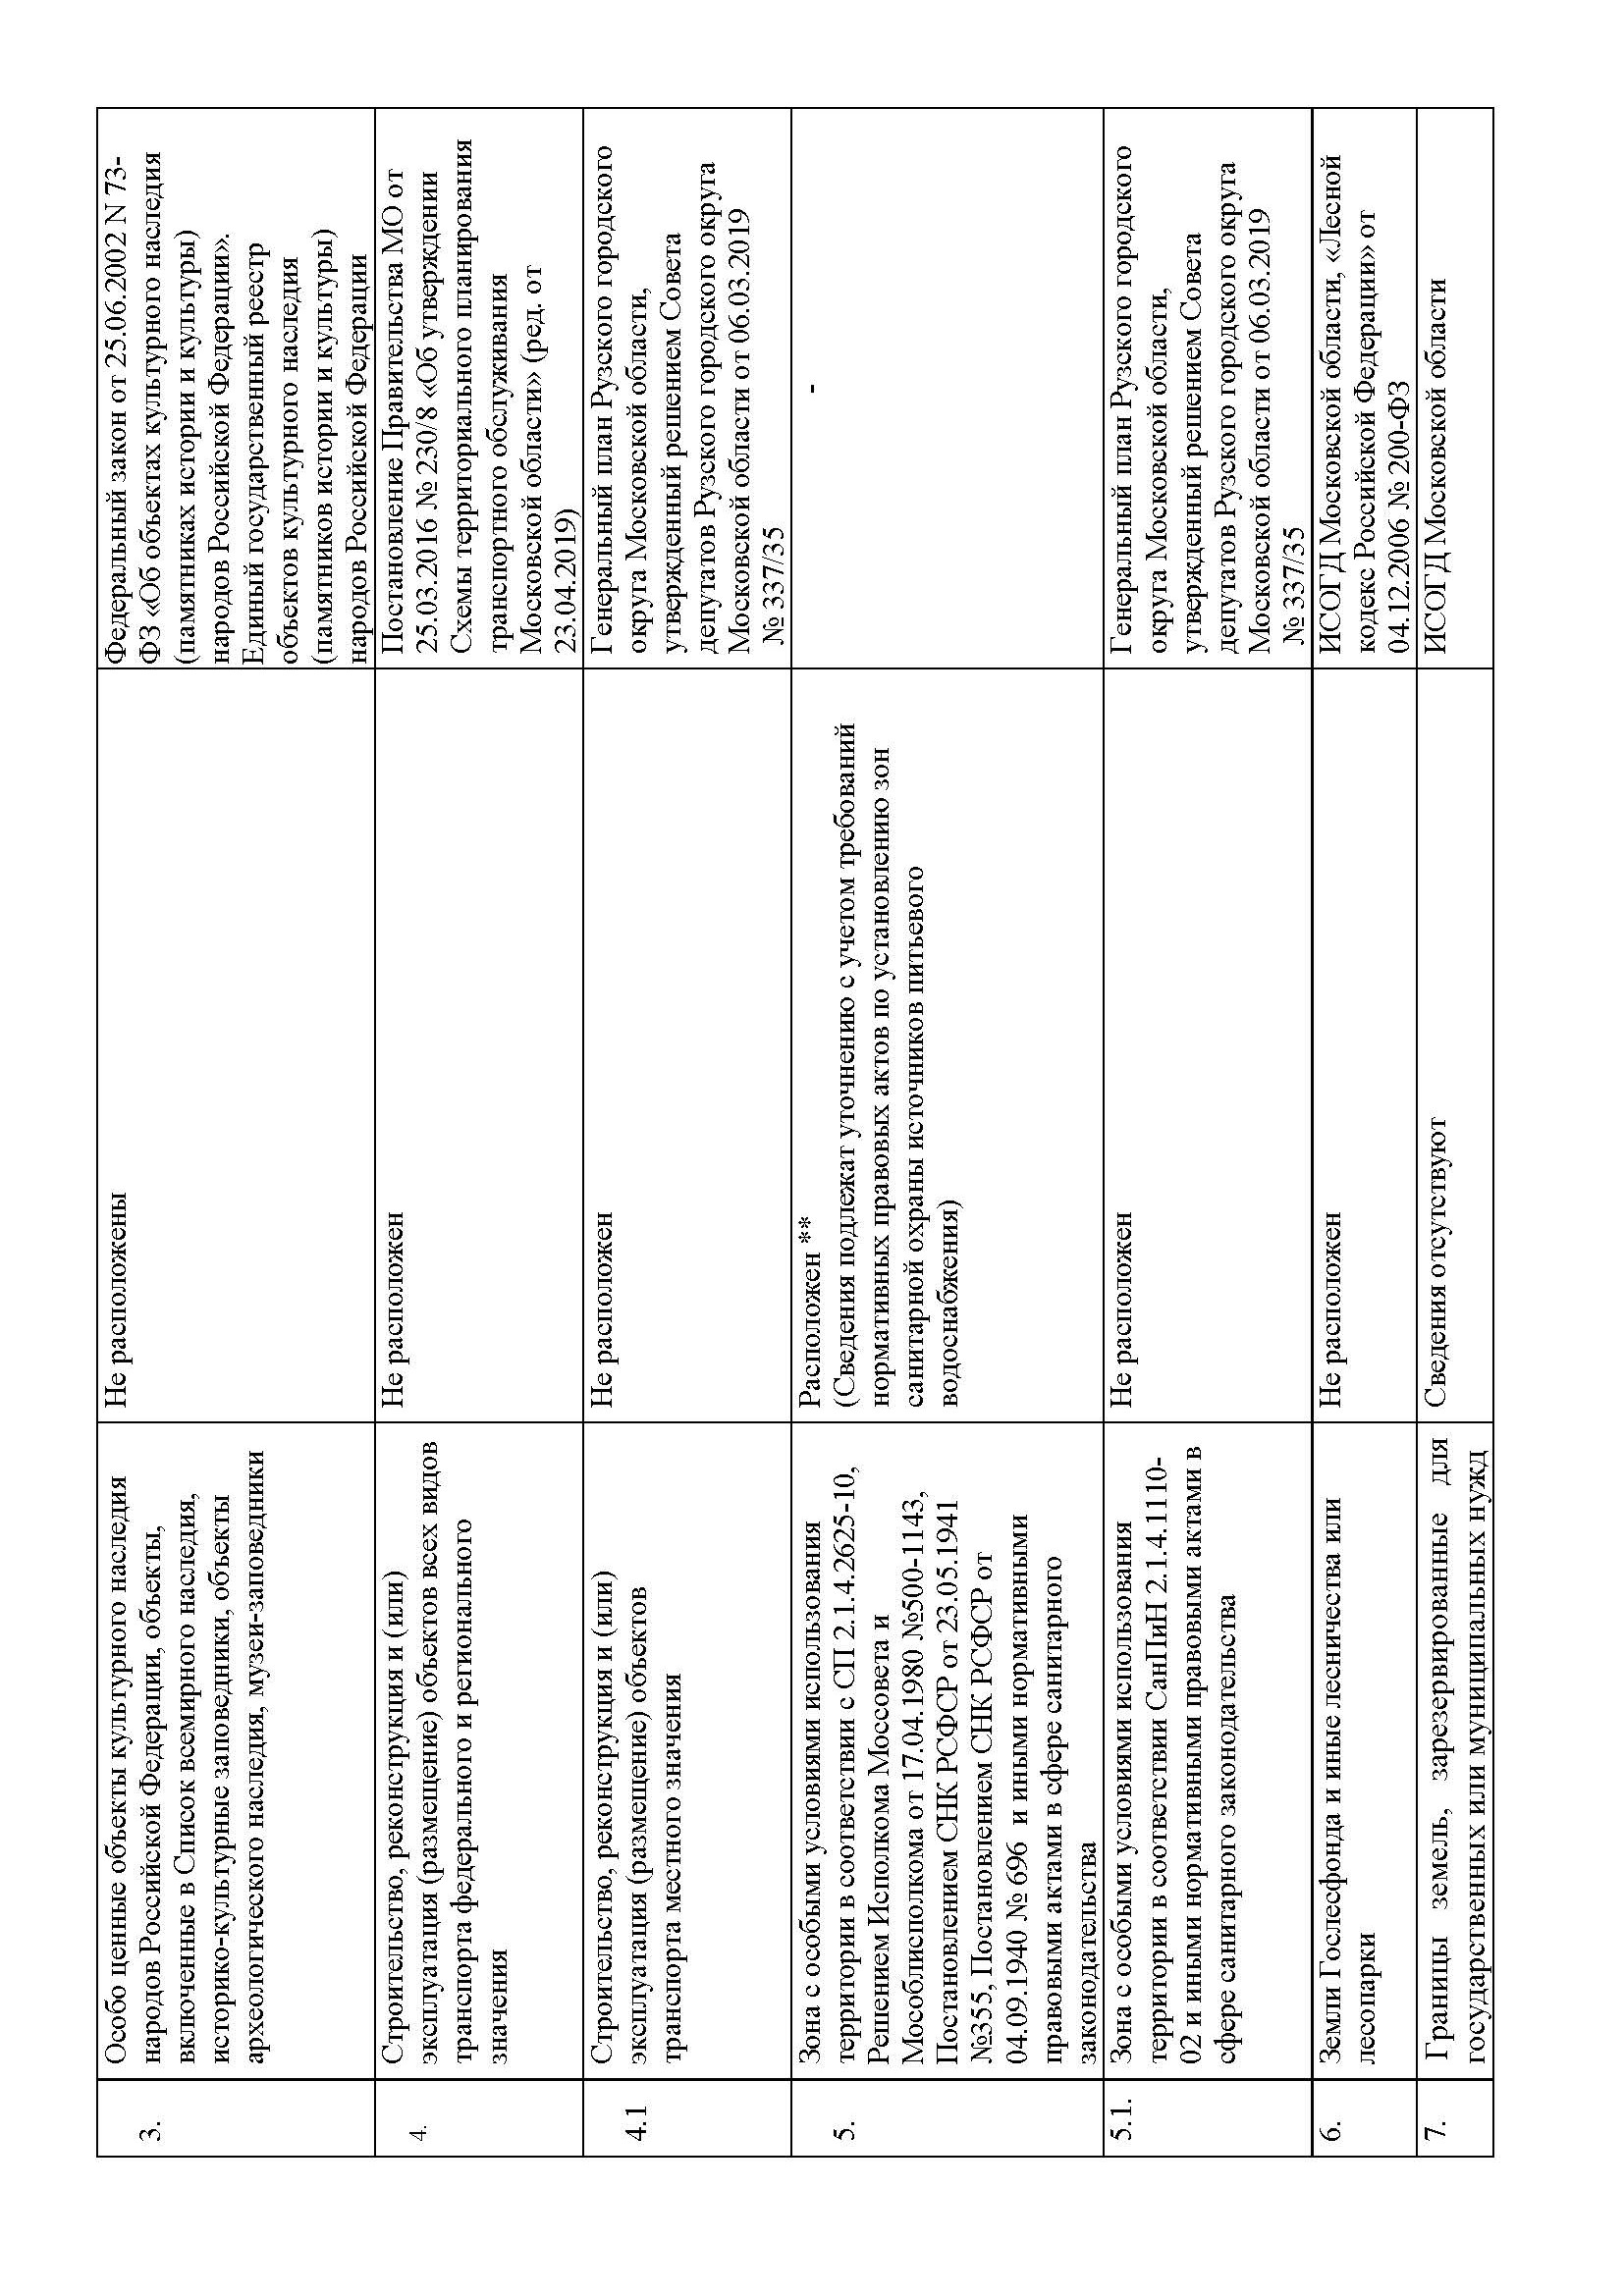 3.
Особо ценные объекты культурного наследия
народов Российской Федерации, объекты,
включенные в Список всемирного наследия,
историко-культурные заповедники, объекты
археологического наследия, музеи-заповедники
Не расположены
Федеральный закон от 25.06.2002 N 73-
ФЗ «Об объектах культурного наследия
(памятниках истории и культуры)
народов Российской Федерации».
Единый государственный реестр
объектов культурного наследия
(памятников истории и культуры)
народов Российской Федерации
4.
Строительство, реконструкция и (или)
эксплуатация (размещение) объектов всех видов
транспорта федерального и регионального
значения
Не расположен
Постановление Правительства МО от
25.03.2016 № 230/8 «Об утверждении
Схемы территориального планирования
транспортного обслуживания
Московской области» (ред. от
23.04.2019)
4.1
Строительство, реконструкция и (или)
эксплуатация (размещение) объектов
транспорта местного значения
Не расположен
Генеральный план Рузского городского
округа Московской области,
утвержденный решением Совета
депутатов Рузского городского округа
Московской области от 06.03.2019
№ 337/35
5.
Зона с особыми условиями использования
территории в соответствии с СП 2.1.4.2625-10,
Решением Исполкома Моссовета и
Мособлисполкома от 17.04.1980 №500-1143,
Постановлением СНК РСФСР от 23.05.1941
№355, Постановлением СНК РСФСР от
04.09.1940 № 696 и иными нормативными
правовыми актами в сфере санитарного
законодательства
Расположен **
(Сведения подлежат уточнению с учетом требований
нормативных правовых актов по установлению зон
санитарной охраны источников питьевого
водоснабжения)
-
5.1.
Зона с особыми условиями использования
территории в соответствии СанПиН 2.1.4.1110-
02 и иными нормативными правовыми актами в
сфере санитарного законодательства
Не расположен
Генеральный план Рузского городского
округа Московской области,
утвержденный решением Совета
депутатов Рузского городского округа
Московской области от 06.03.2019
№ 337/35
6.
Земли Гослесфонда и иные лесничества или
лесопарки
Не расположен
ИСОГД Московской области, «Лесной
кодекс Российской Федерации» от
04.12.2006 № 200-ФЗ
7.
Границы земель, зарезервированные для
государственных или муниципальных нужд
Сведения отсутствуют
ИСОГД Московской области